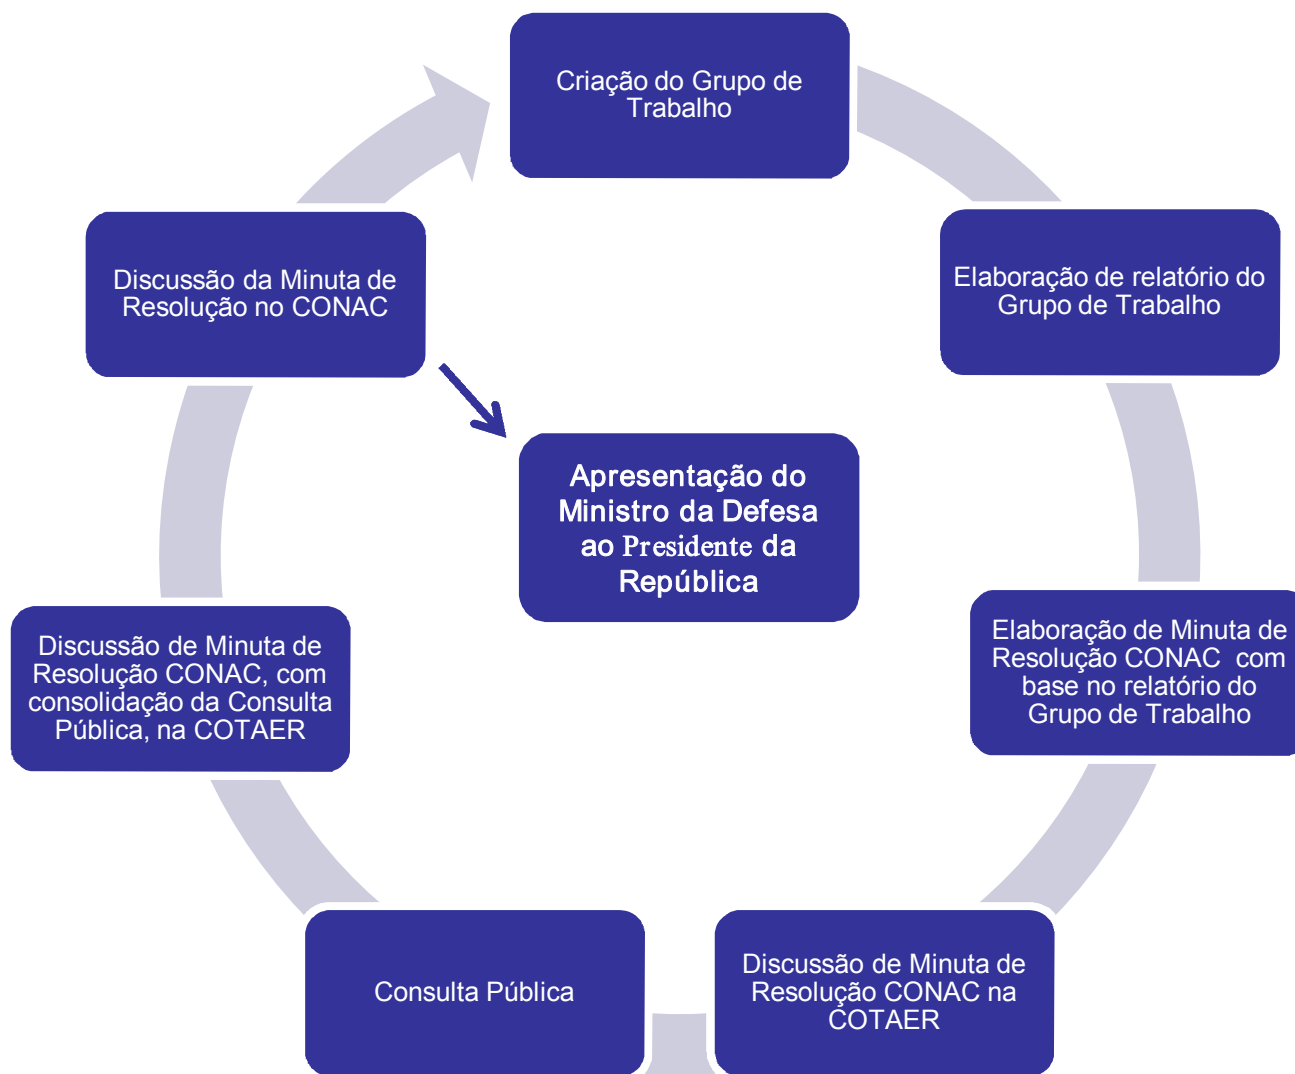 Criação do Grupo de
Trabalho
Elaboração de relatório do
Grupo de Trabalho
Elaboração de Minuta de
Resolução CONAC com
base no relatório do
Grupo de Trabalho
Discussão de Minuta de
Resolução CONAC na
COTAER
Consulta Pública
Discussão de Minuta de
Resolução CONAC, com
consolidação da Consulta
Pública, na COTAER
Discussão da Minuta de
Resolução no CONAC
Apresentação do
Ministro da Defesa
ao Presidente da
República